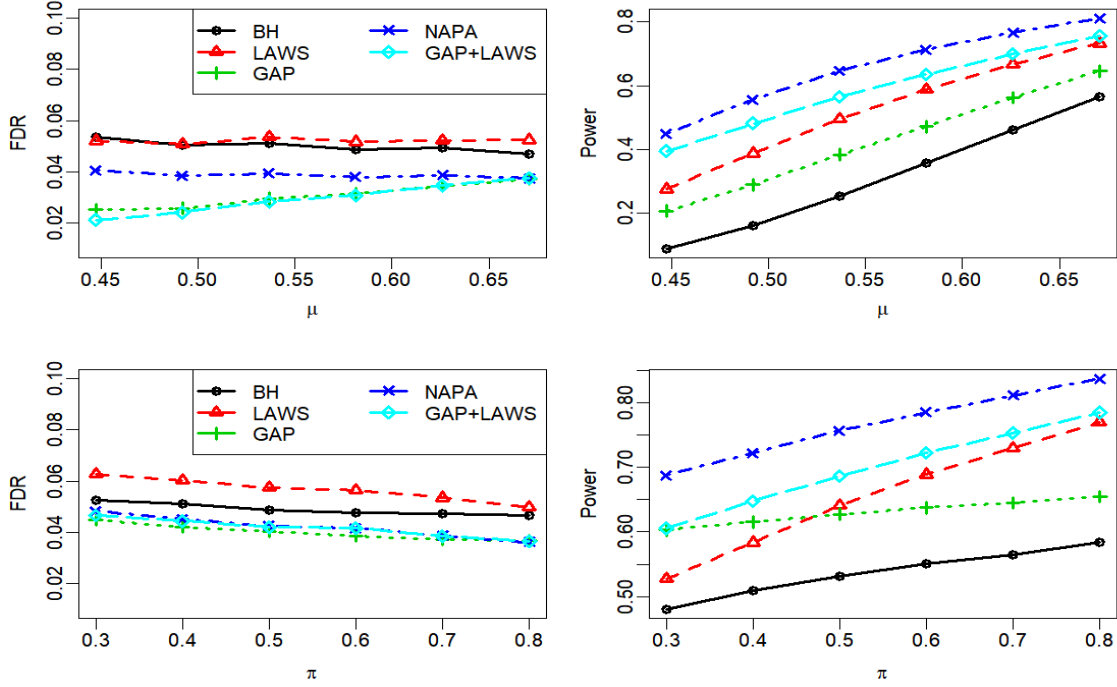 FDR
0.02 0.04 0.06 0.08 0.10
BH
LAWS
GAP
NAPA
GAP+LAWS
0.45 0.50 0.55 0.60 0.65
μ
Power
0.2 0.4 0.6 0.8
0.45 0.50 0.55 0.60 0.65
μ
FDR
0.02 0.04 0.06 0.08 0.10
BH
LAWS
GAP
NAPA
GAP+LAWS
0.3 0.4 0.5 0.6 0.7 0.8
π
Power
0.50 0.60 0.70 0.80
0.3 0.4 0.5 0.6 0.7 0.8
π